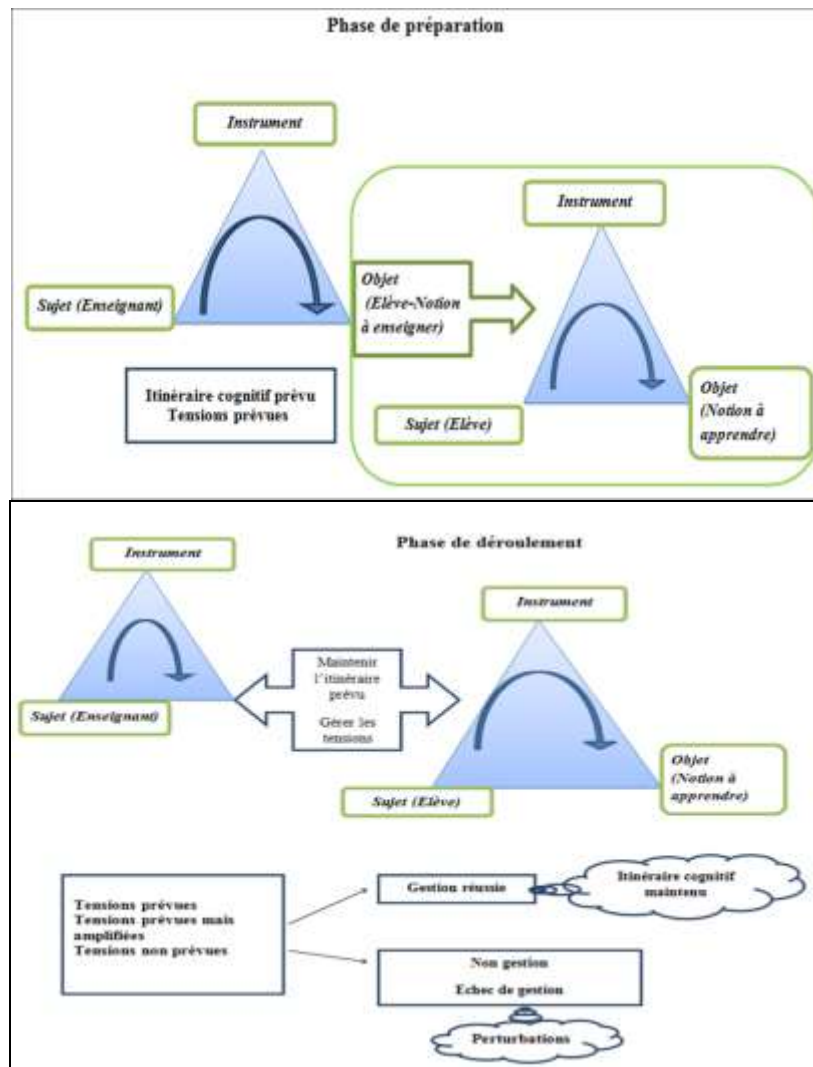 Phase de préparation
Instrument
Instrument
Sujet (Enseignant)
Objet
(Elève-Notion
à enseigner)
Itinéraire cognitif prévu
Tensions prévues
Sujet (Elève)
Objet
(Notion à
apprendre)
Phase de déroulement
Instrument
Instrument
Maintenir
l'itinéraire
prévu
Gérer les
tensions
Sujet (Enseignant)
Objet
(Notion à
apprendre)
Sujet (Elève)
Tensions prévues
Tensions prévues mais
amplifiées
Tensions non prévues
Gestion réussie
Itinéraire cognitif
maintenu
Non gestion
Echec de gestion
Perturbations